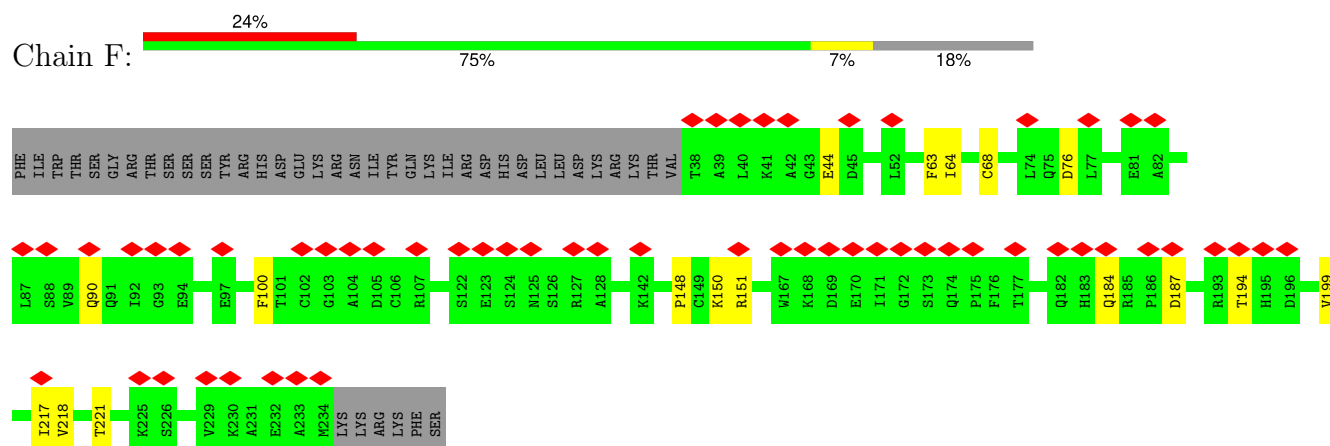 24%
Chain F:
75% 7% 18%
PHE ILE TRP THR SER GLY ARG THR SER SER SER TYR ARG HIS ASP GLU LYS ARG ASN ILE TYR GLN LYS ILE ARG ASP HIS ASP LEU LEU ASP LYS ARG LYS THR VAL T38 A39 L40 K41 A42 G43 E44 D45 L52 F63 I64 C68 L74 Q75 D76 L77 E81 A82
L87 S88 V89 Q90 Q91 I92 G93 E94 E97 F100 T101 C102 G103 A104 D105 C106 R107 S122 E123 S124 N125 S126 R127 A128 K142 P148 C149 K150 R151 W167 K168 D169 E170 I171 G172 S173 Q174 P175 F176 T177 Q182 H183 Q184 R185 P186 D187 R193 T194 H195 D196 V199
I217 V218 T221 K225 S226 V229 K230 A231 E232 A233 M234 LYS LYS ARG LYS PHE SER